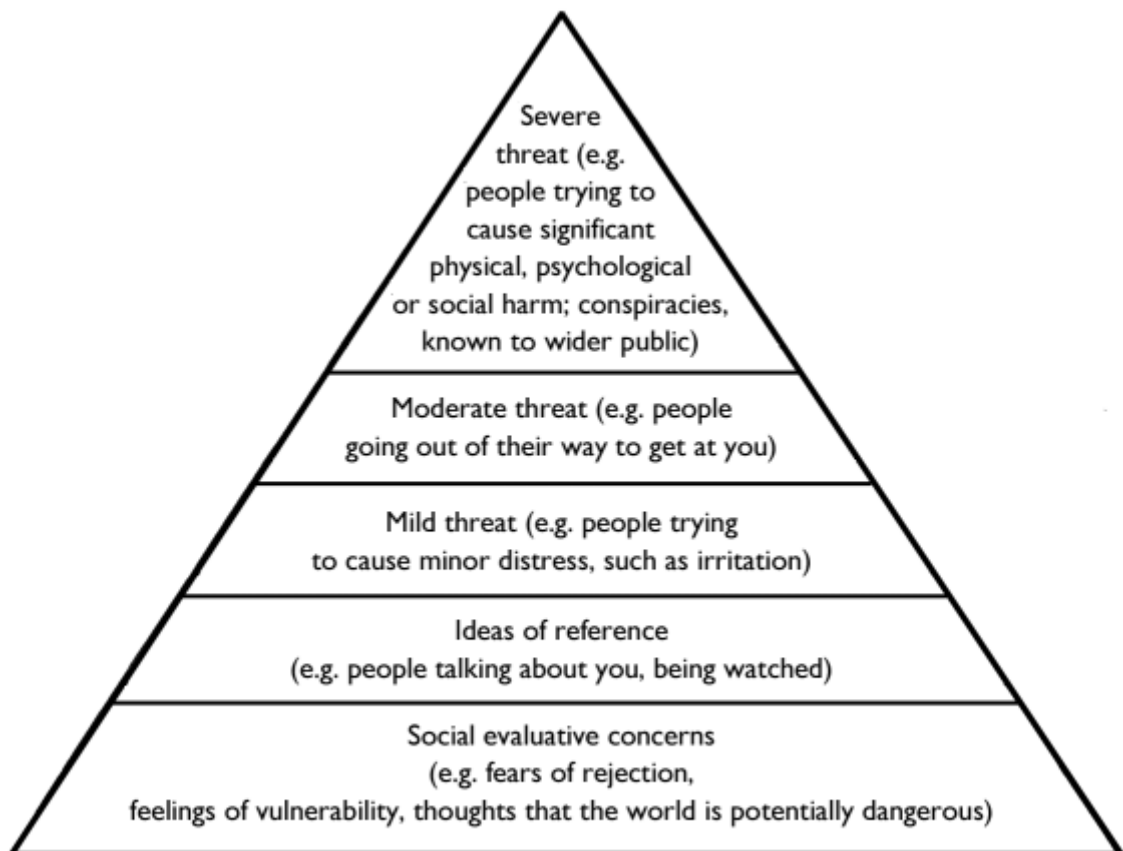 Severe
threat (e.g.
people trying to
cause significant
physical, psychological
or social harm; conspiracies,
known to wider public)
Moderate threat (e.g. people
going out of their way to get at you)
Mild threat (e.g. people trying
to cause minor distress, such as irritation)
Ideas of reference
(e.g. people talking about you, being watched)
Social evaluative concerns
(e.g. fears of rejection,
feelings of vulnerability, thoughts that the world is potentially dangerous)